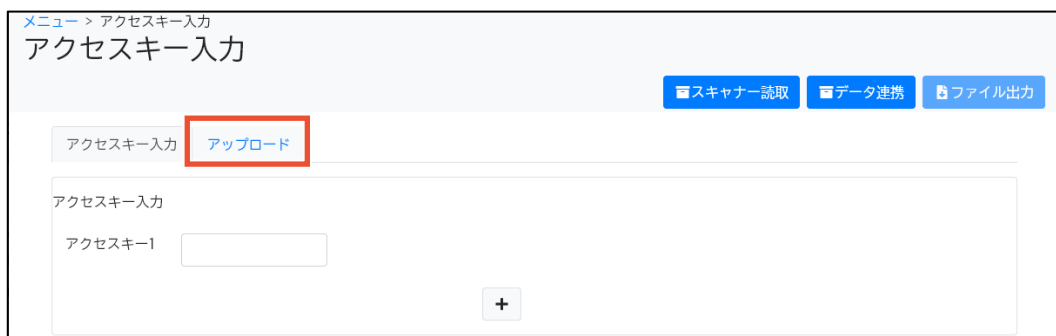 メニュー > アクセスキー入力
アクセスキー入力
スキャナー読取 データ連携 ファイル出力
アクセスキー入力 アップロード
アクセスキー入力
アクセスキー1
+